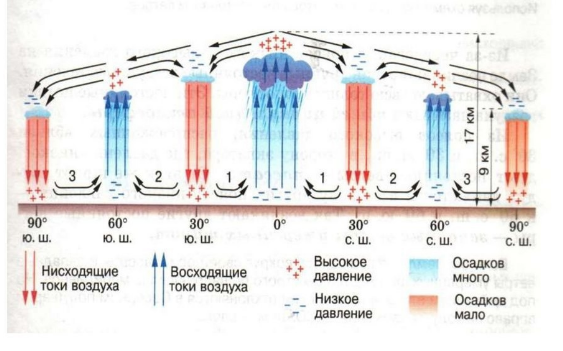 Используя
17 км
9 км
3
2
1
1
2
3
90° 60° 30° 0° 30° 60° 90°
ю. ш. ю. ш. ю. ш. с. ш. с. ш. с. ш.
Нисходящие
токи воздуха
Восходящие
токи воздуха
Высокое
давление
Низкое
давление
Осадков
много
Осадков
мало